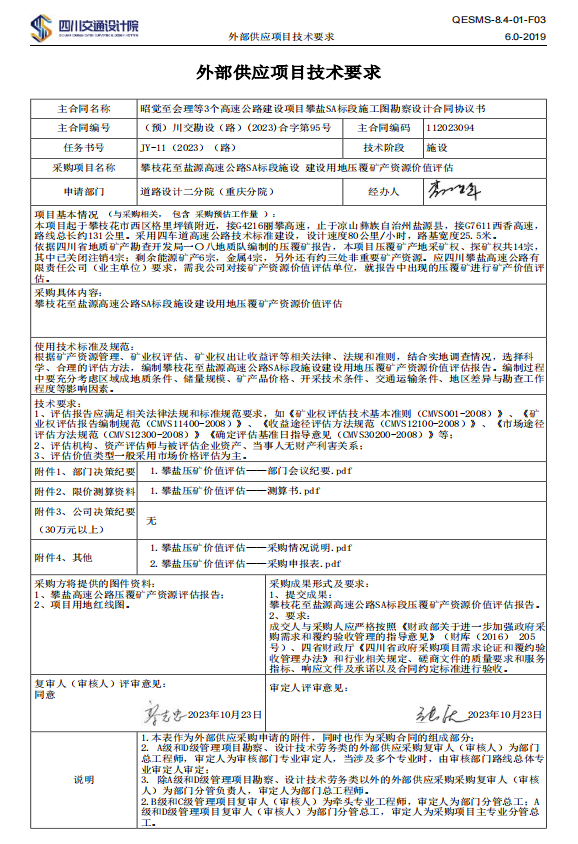 四川交通设计院
外部供应项目技术要求
QESMS-8.4-01-F03
6.0-2019
外部供应项目技术要求
主合同名称 昭觉至会理等3个高速公路建设项目攀盐SA标段施工图勘察设计合同协议书
主合同编号 （预）川交勘设（路）(2023)合字第95号 主合同编码 112023094
任务书号 JY-11（2023）（路） 技术阶段 施设
采购项目名称 攀枝花至盐源高速公路SA标段施设 建设用地压覆矿产资源价值评估
申请部门 道路设计二分院（重庆分院） 经办人
项目基本情况（与采购相关， 包含 采购预估工作量 ）：
本项目起于攀枝花市西区格里坪镇附近，接G4216丽攀高速，止于凉山彝族自治州盐源县，接G7611西香高速，
路线总长约131公里。采用四车道高速公路技术标准建设，设计速度80公里/小时，路基宽度25.5米。
依据四川省地质矿产勘查开发局一〇八地质队编制的压覆矿报告，本项目压覆矿产地采矿权、探矿权共14宗，
其中已关闭注销4宗；剩余能源矿产6宗，金属4宗，另外还有约三处非重要矿产资源。应四川攀盐高速公路有
限责任公司（业主单位）要求，需我公司对接矿产资源价值评估单位，就报告中出现的压覆矿进行矿产价值评
估。
采购具体内容：
攀枝花至盐源高速公路SA标段施设建设用地压覆矿产资源价值评估
使用技术标准及规范：
根据矿产资源管理、矿业权评估、矿业权出让收益评等相关法律、法规和准则，结合实地调查情况，选择科
学、合理的评估方法，编制攀枝花至盐源高速公路SA标段施设建设用地压覆矿产资源价值评估报告。编制过程
中要充分考虑区域成地质条件、储量规模、矿产品价格、开采技术条件、交通运输条件、地区差异与勘查工作
程度等影响因素。
技术要求：
1、评估报告应满足相关法律法规和标准规范要求，如《矿业权评估技术基本准则（CMVS001-2008）》、《矿
业权评估报告编制规范（CMVS11400-2008）》、《收益途径评估方法规范（CMVS12100-2008）》、《市场途径
评估方法规范（CMVS12300-2008）》《确定评估基准日指导意见（CMVS30200-2008）》等；
2、评估机构、资产评估师与被评估企业资产、当事人无财产利害关系；
3、评估价值类型一般采用市场价格评估为主。
附件1、部门决策纪要 1.攀盐压矿价值评估——部门会议纪要.pdf
附件2、限价测算资料 1.攀盐压矿价值评估——测算书.pdf
附件3、公司决策纪要
（30万元以上） 无
附件4、其他 1.攀盐压矿价值评估——采购情况说明.pdf
2.攀盐压矿价值评估——采购申报表.pdf
采购方将提供的图件资料：
1、攀盐高速公路压覆矿产资源评估报告；
2、项目用地红线图。
采购成果形式及要求：
1、提交成果：
攀枝花至盐源高速公路SA标段压覆矿产资源价值评估报告。
2、要求：
成交人与采购人应严格按照《财政部关于进一步加强政府采
购需求和履约验收管理的指导意见》（财库（2016） 205
号）、四省财政厅《四川省政府采购项目需求论证和履约验
收管理办法》和行业相关规定、磋商文件的质量要求和服务
指标、响应文件及承诺以及合同约定标准进行验收。
复审人（审核人）评审意见：
同意
2023年10月23日
审定人评审意见：
2023年10月23日
说明
1.本表作为外部供应采购申请的附件，同时也作为采购合同的组成部分；
2. A级和D级管理项目勘察、设计技术劳务类的外部供应采购复审人（审核人）为部门
总工程师，审定人为审核部门专业审定人，当涉及多个专业时，由审核部门路线总体专
业审定人审定；
3. 除A级和D级管理项目勘察、设计技术劳务类以外的外部供应采购采购复审人（审核
人）为部门分管负责人，审定人为部门总工程师。
2.B级和C级管理项目复审人（审核人）为牵头专业工程师，审定人为部门分管总工；A
级和D级管理项目复审人（审核人）为部门分管总工，审定人为采购项目主专业分管总
工。